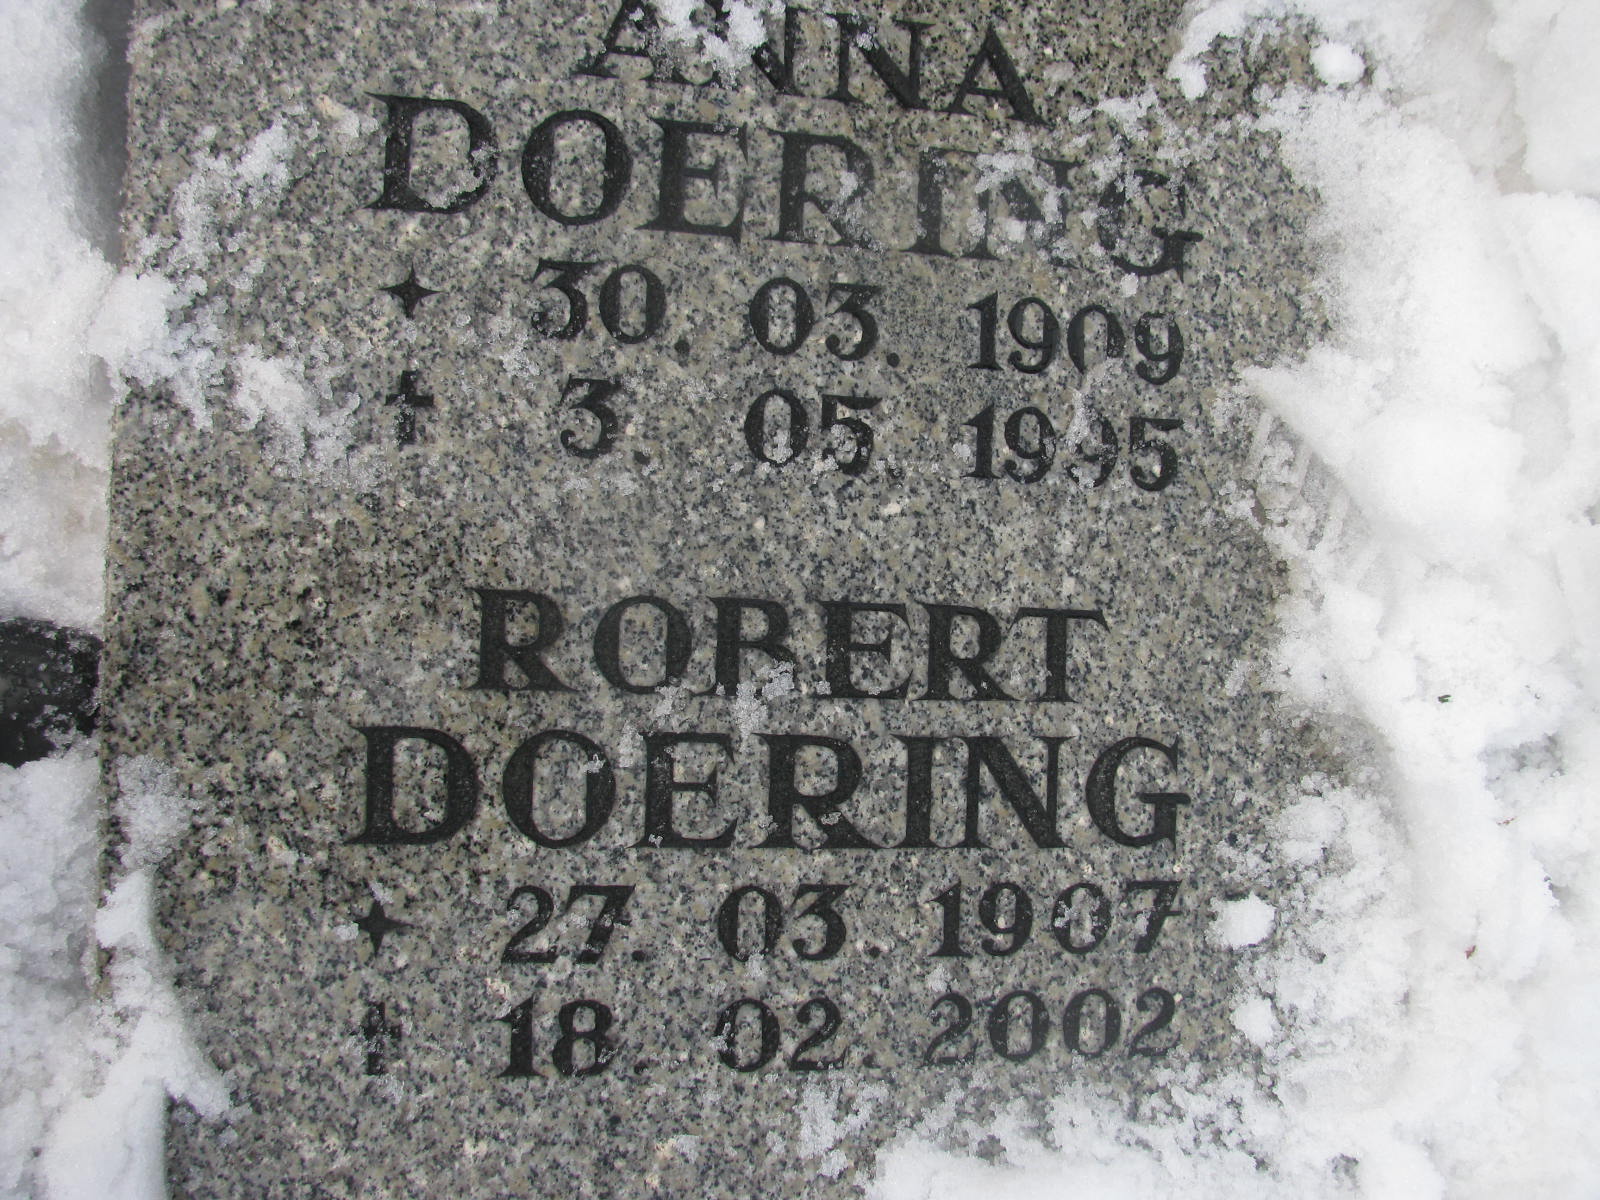 ANNA
DOERING
✦ 30. 03. 1909
† 3. 05. 1995
ROBERT
DOERING
✦ 27. 03. 1907
† 18. 02. 2002